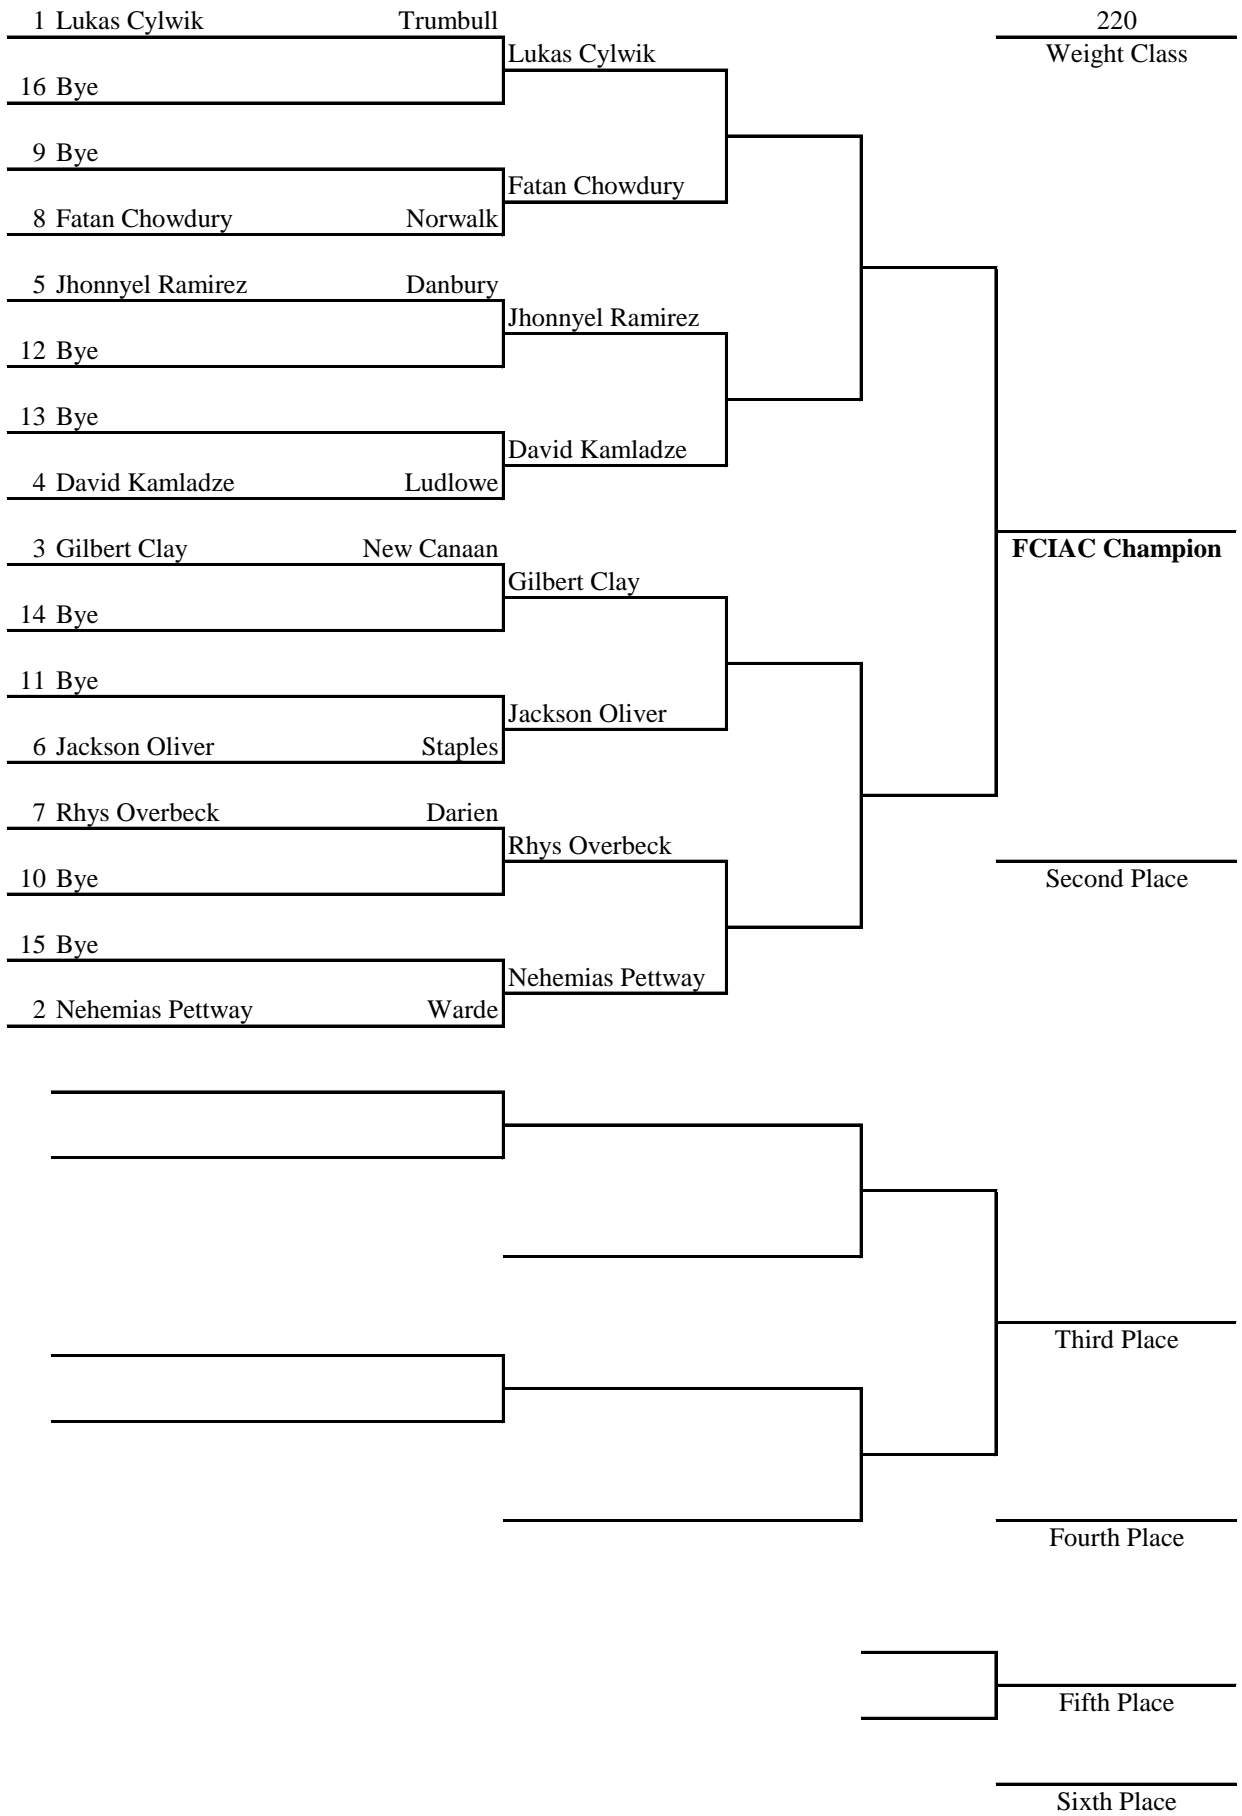 1 Lukas Cylwik Trumbull 220
Lukas Cylwik Weight Class
16 Bye
9 Bye
Fatan Chowdury
8 Fatan Chowdury Norwalk
5 Jhonnyel Ramirez Danbury
Jhonnyel Ramirez
12 Bye
13 Bye
David Kamladze
4 David Kamladze Ludlowe
3 Gilbert Clay New Canaan FCIAC Champion
Gilbert Clay
14 Bye
11 Bye
Jackson Oliver
6 Jackson Oliver Staples
7 Rhys Overbeck Darien
Rhys Overbeck
10 Bye Second Place
15 Bye
Nehemias Pettway
2 Nehemias Pettway Warde
Third Place
Fourth Place
Fifth Place
Sixth Place